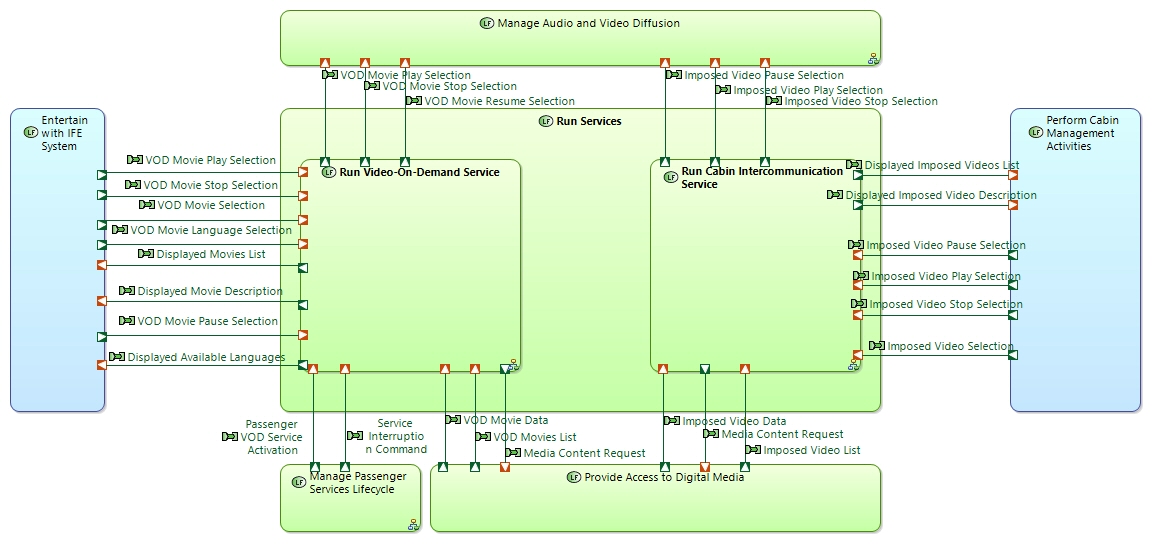 LF Manage Audio and Video Diffusion
VOD Movie Play Selection
VOD Movie Stop Selection
VOD Movie Resume Selection
Imposed Video Pause Selection
Imposed Video Play Selection
Imposed Video Stop Selection
LF Entertain
with IFE
System
LF Run Services
LF Perform Cabin
Management
Activities
VOD Movie Play Selection
VOD Movie Stop Selection
VOD Movie Selection
VOD Movie Language Selection
Displayed Movies List
Displayed Movie Description
VOD Movie Pause Selection
Displayed Available Languages
LF Run Video-On-Demand Service
LF Run Cabin Intercommunication
Service
Displayed Imposed Videos List
Displayed Imposed Video Description
Imposed Video Pause Selection
Imposed Video Play Selection
Imposed Video Stop Selection
Imposed Video Selection
Passenger
VOD Service
Activation
Service
Interruptio
n Command
VOD Movie Data
VOD Movies List
Media Content Request
Imposed Video Data
Media Content Request
Imposed Video List
LF Manage Passenger
Services Lifecycle
LF Provide Access to Digital Media